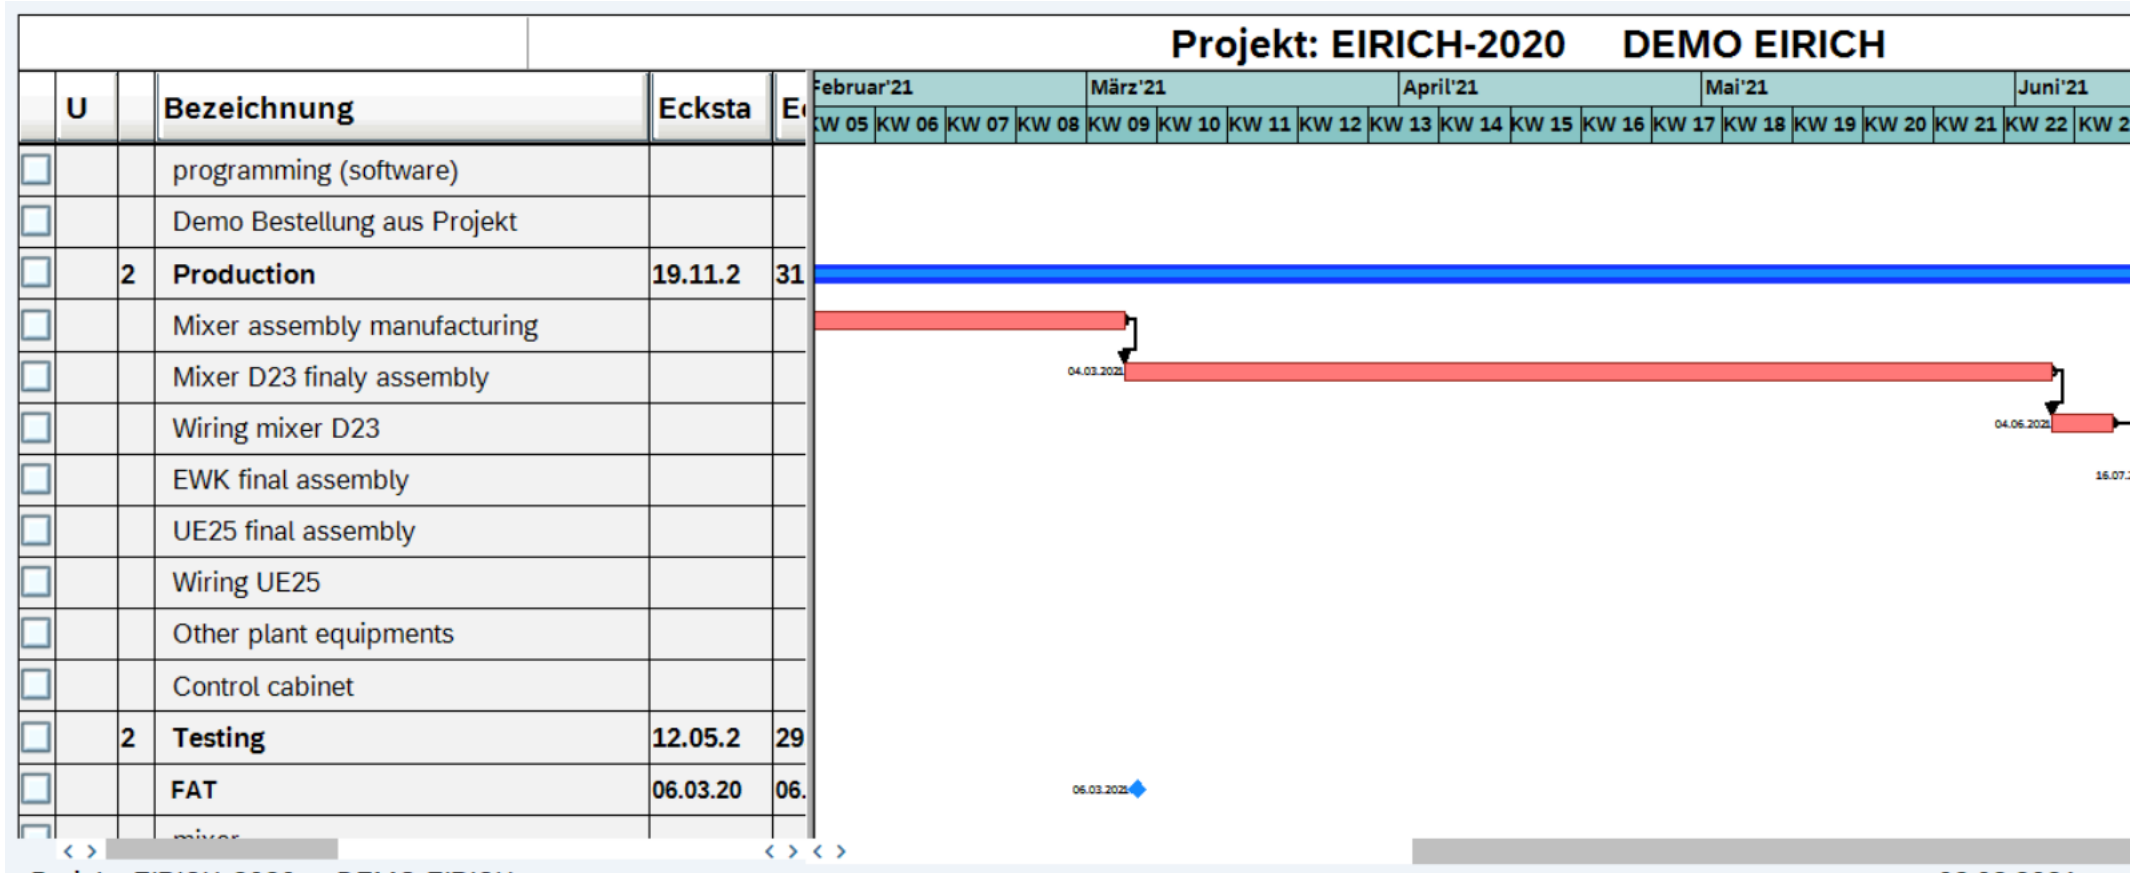 Projekt: EIRICH-2020 DEMO EIRICH
U Bezeichnung Ecksta
Februar'21 März'21 April'21 Mai'21 Juni'21
KW 05 KW 06 KW 07 KW 08 KW 09 KW 10 KW 11 KW 12 KW 13 KW 14 KW 15 KW 16 KW 17 KW 18 KW 19 KW 20 KW 21 KW 22 KW 2
programming (software)
Demo Bestellung aus Projekt
2 Production 19.11.2 31
Mixer assembly manufacturing
Mixer D23 finaly assembly 04.03.2021
Wiring mixer D23 04.06.2021
EWK final assembly 16.07.
UE25 final assembly
Wiring UE25
Other plant equipments
Control cabinet
2 Testing 12.05.2 29
FAT 06.03.20 06. 06.03.2021